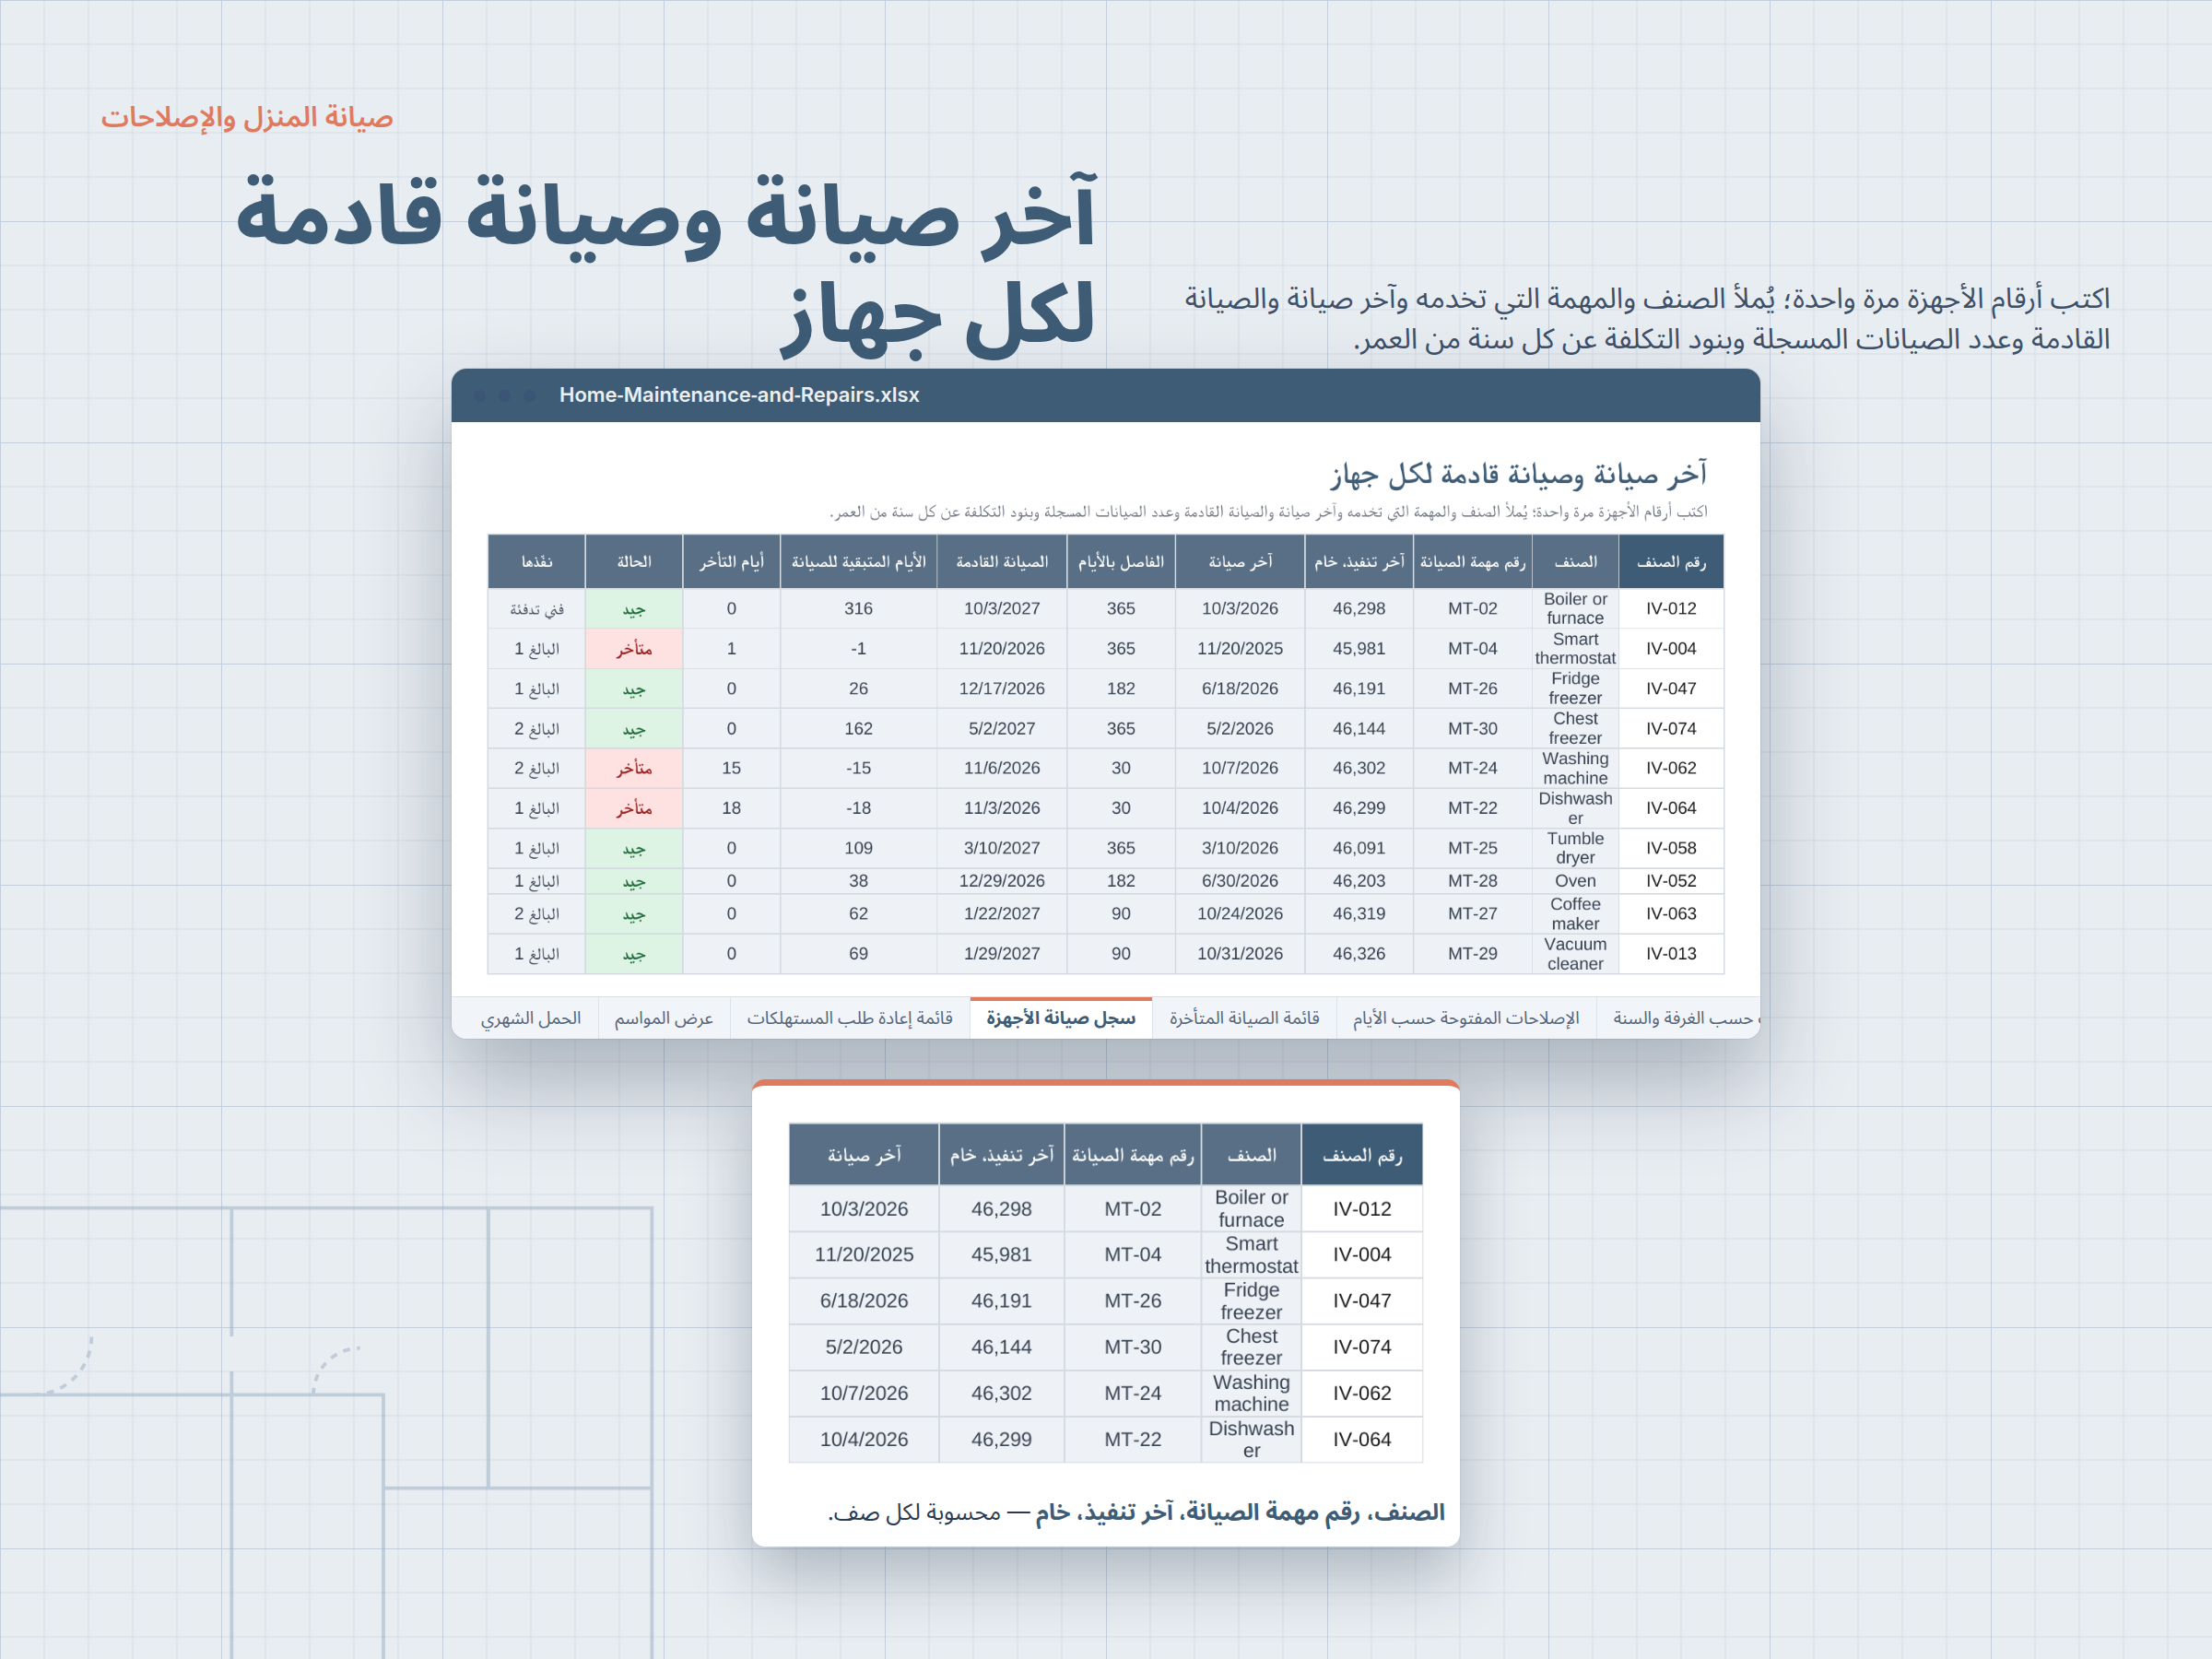 صيانة المنزل والإصلاحات
آخر صيانة وصيانة قادمة
لكل جهاز
اكتب أرقام الأجهزة مرة واحدة؛ يُملأ الصنف والمهمة التي تخدمه وآخر صيانة والصيانة
القادمة وعدد الصيانات المسجلة وبنود التكلفة عن كل سنة من العمر.
Home-Maintenance-and-Repairs.xlsx
آخر صيانة وصيانة قادمة لكل جهاز
اكتب أرقام الأجهزة مرة واحدة؛ يُملأ الصنف والمهمة التي تخدمه وآخر صيانة والصيانة القادمة وعدد الصيانات المسجلة وبنود التكلفة عن كل سنة من العمر.
رقم الصنف الصنف رقم مهمة الصيانة آخر تنفيذ، خام آخر صيانة الفاصل بالأيام الصيانة القادمة الأيام المتبقية للصيانة أيام التأخر الحالة نفّذها
IV-012 Boiler or furnace MT-02 46,298 10/3/2026 365 10/3/2027 316 0 جيد فني تدفئة
IV-004 Smart thermostat MT-04 45,981 11/20/2025 365 11/20/2026 -1 1 متأخر البالغ 1
IV-047 Fridge freezer MT-26 46,191 6/18/2026 182 12/17/2026 26 0 جيد البالغ 1
IV-074 Chest freezer MT-30 46,144 5/2/2026 365 5/2/2027 162 0 جيد البالغ 2
IV-062 Washing machine MT-24 46,302 10/7/2026 30 11/6/2026 -15 15 متأخر البالغ 2
IV-064 Dishwasher MT-22 46,299 10/4/2026 30 11/3/2026 -18 18 متأخر البالغ 1
IV-058 Tumble dryer MT-25 46,091 3/10/2026 365 3/10/2027 109 0 جيد البالغ 1
IV-052 Oven MT-28 46,203 6/30/2026 182 12/29/2026 38 0 جيد البالغ 1
IV-063 Coffee maker MT-27 46,319 10/24/2026 90 1/22/2027 62 0 جيد البالغ 2
IV-013 Vacuum cleaner MT-29 46,326 10/31/2026 90 1/29/2027 69 0 جيد البالغ 1
حسب الغرفة والسنة الإصلاحات المفتوحة حسب الأيام قائمة الصيانة المتأخرة سجل صيانة الأجهزة قائمة إعادة طلب المستهلكات عرض المواسم الحمل الشهري
رقم الصنف الصنف رقم مهمة الصيانة آخر تنفيذ، خام آخر صيانة
IV-012 Boiler or furnace MT-02 46,298 10/3/2026
IV-004 Smart thermostat MT-04 45,981 11/20/2025
IV-047 Fridge freezer MT-26 46,191 6/18/2026
IV-074 Chest freezer MT-30 46,144 5/2/2026
IV-062 Washing machine MT-24 46,302 10/7/2026
IV-064 Dishwasher MT-22 46,299 10/4/2026
الصنف، رقم مهمة الصيانة، آخر تنفيذ، خام — محسوبة لكل صف.